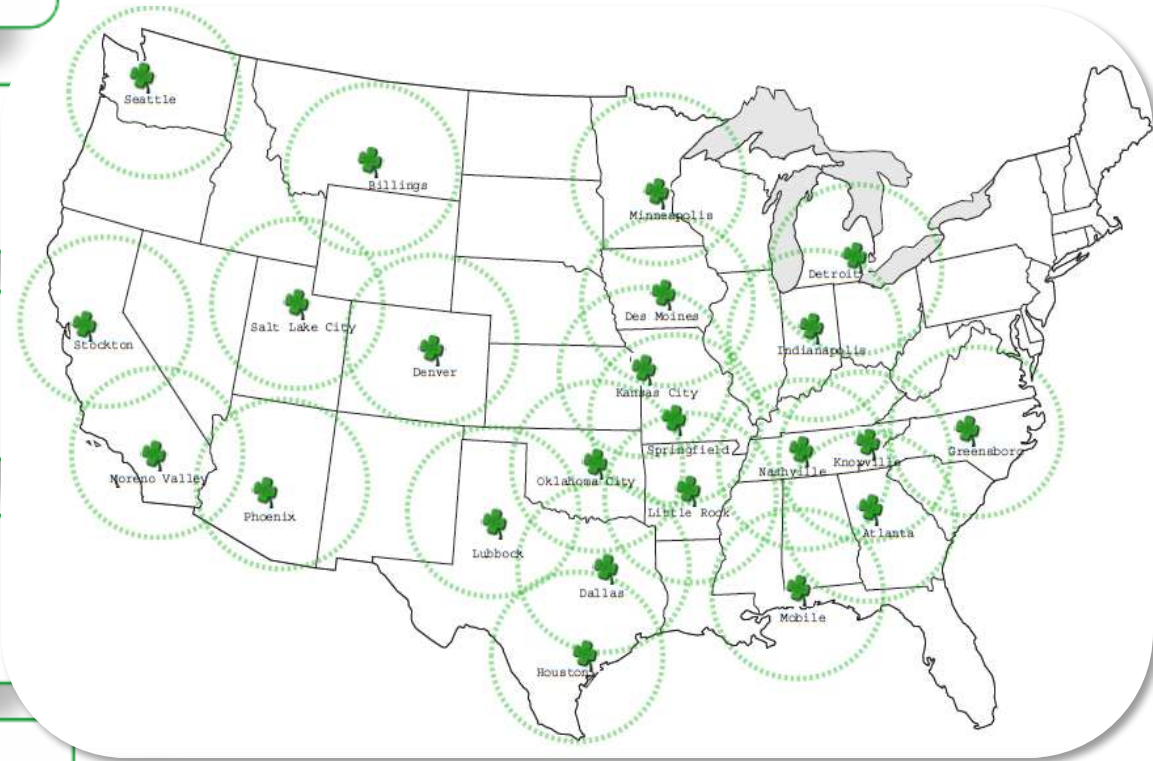 Seattle
Billings
Minneapolis
Detroit
Des Moines
Salt Lake City
Stockton
Indianapolis
Denver
Kansas City
Springfield
Greensboro
Knoxville
Nashville
Moreno Valley
Oklahoma City
Little Rock
Phoenix
Atlanta
Lubbock
Dallas
Mobile
Houston